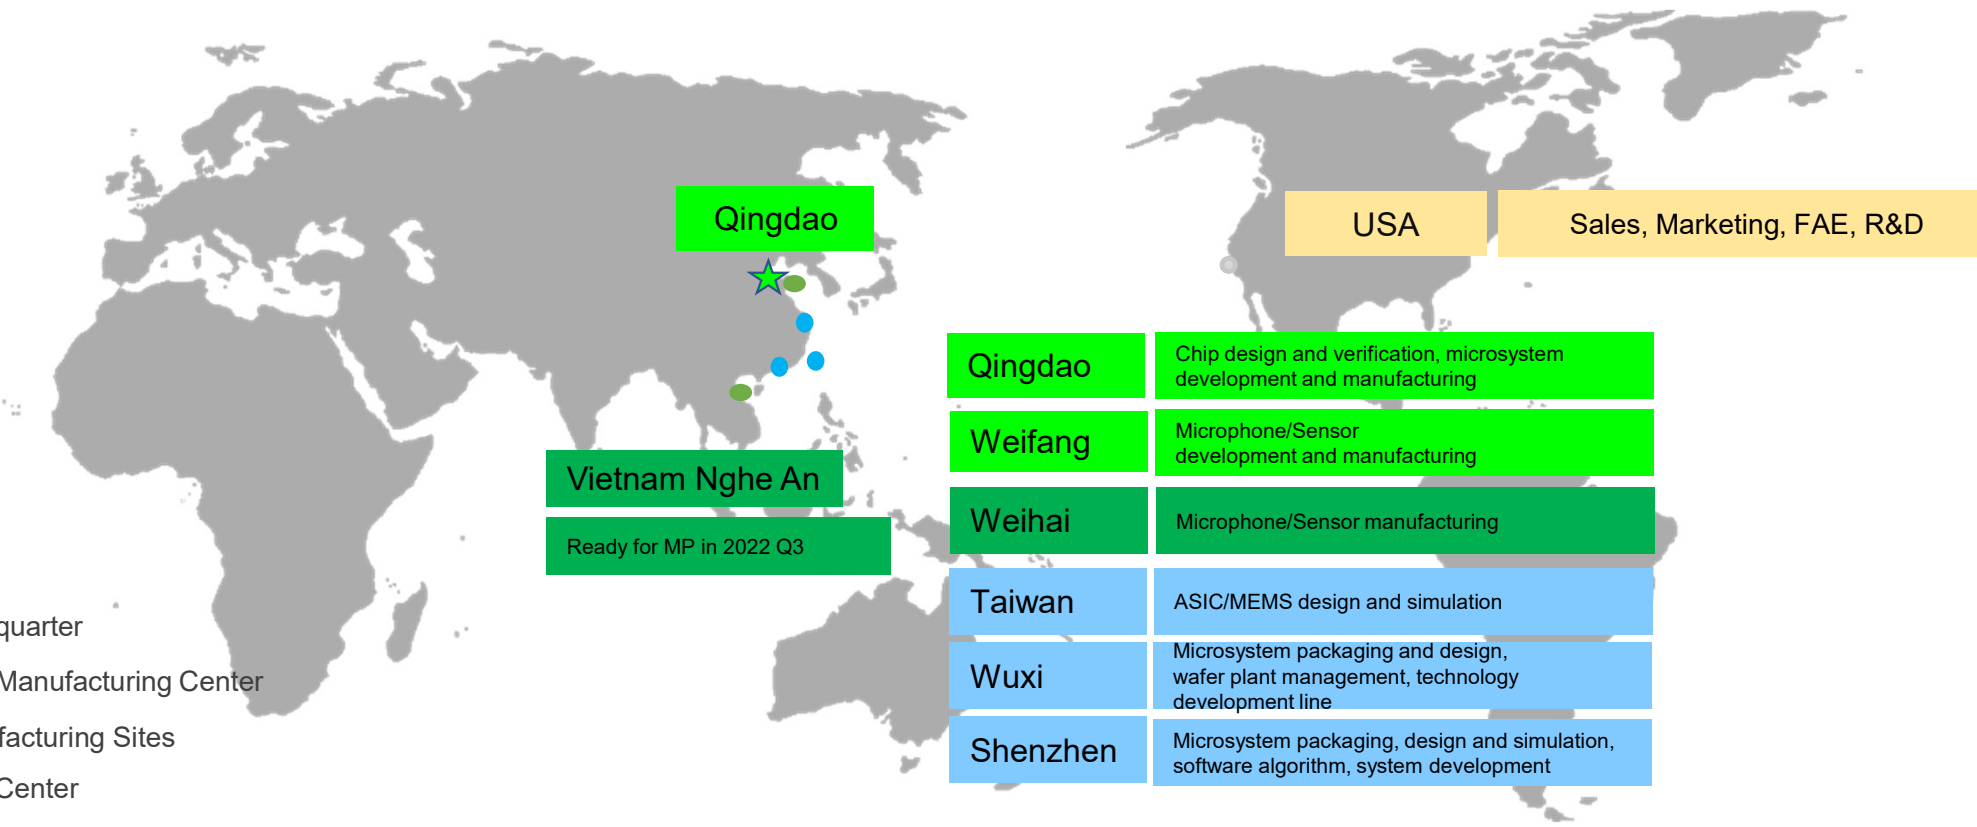 Qingdao
USA
Sales, Marketing, FAE, R&D
Qingdao
Chip design and verification, microsystem
development and manufacturing
Weifang
Microphone/Sensor
development and manufacturing
Vietnam Nghe An
Ready for MP in 2022 Q3
Weihai
Microphone/Sensor manufacturing
Taiwan
ASIC/MEMS design and simulation
Wuxi
Microsystem packaging and design,
wafer plant management, technology
development line
Shenzhen
Microsystem packaging, design and simulation,
software algorithm, system development
quarter
Manufacturing Center
facturing Sites
Center